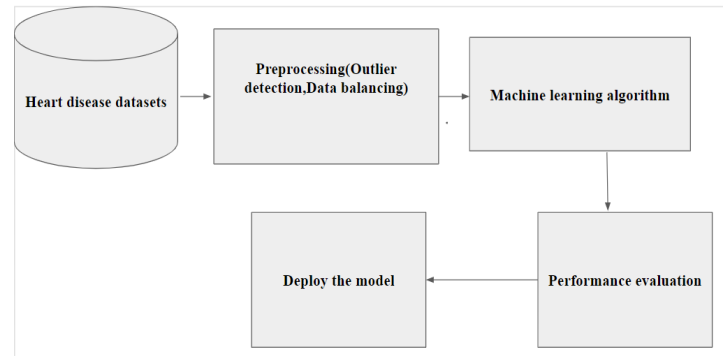 Heart disease datasets
Preprocessing(Outlier
detection,Data balancing)
Machine learning algorithm
Deploy the model
Performance evaluation